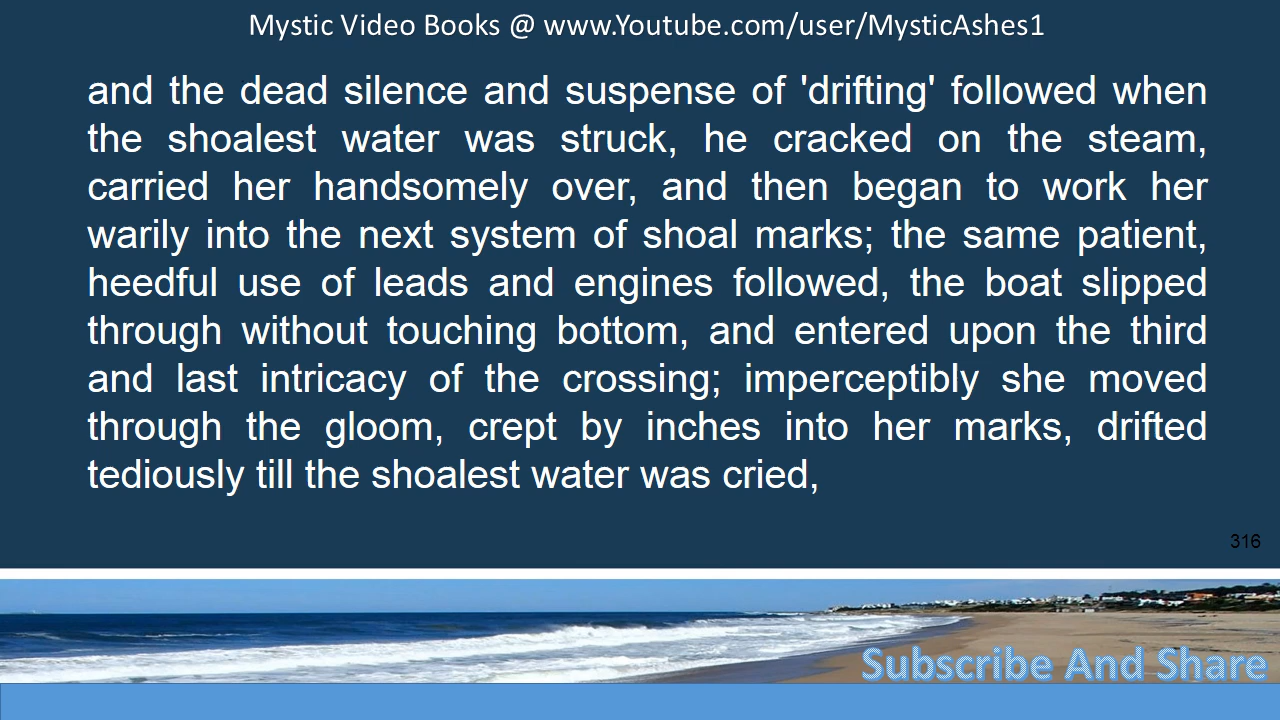 Mystic Video Books @ www.Youtube.com/user/MysticAshes1
and the dead silence and suspense of 'drifting' followed when
the shoalest water was struck, he cracked on the steam,
carried her handsomely over, and then began to work her
warily into the next system of shoal marks; the same patient,
heedful use of leads and engines followed, the boat slipped
through without touching bottom, and entered upon the third
and last intricacy of the crossing; imperceptibly she moved
through the gloom, crept by inches into her marks, drifted
tediously till the shoalest water was cried,
316
Subscribe And Share